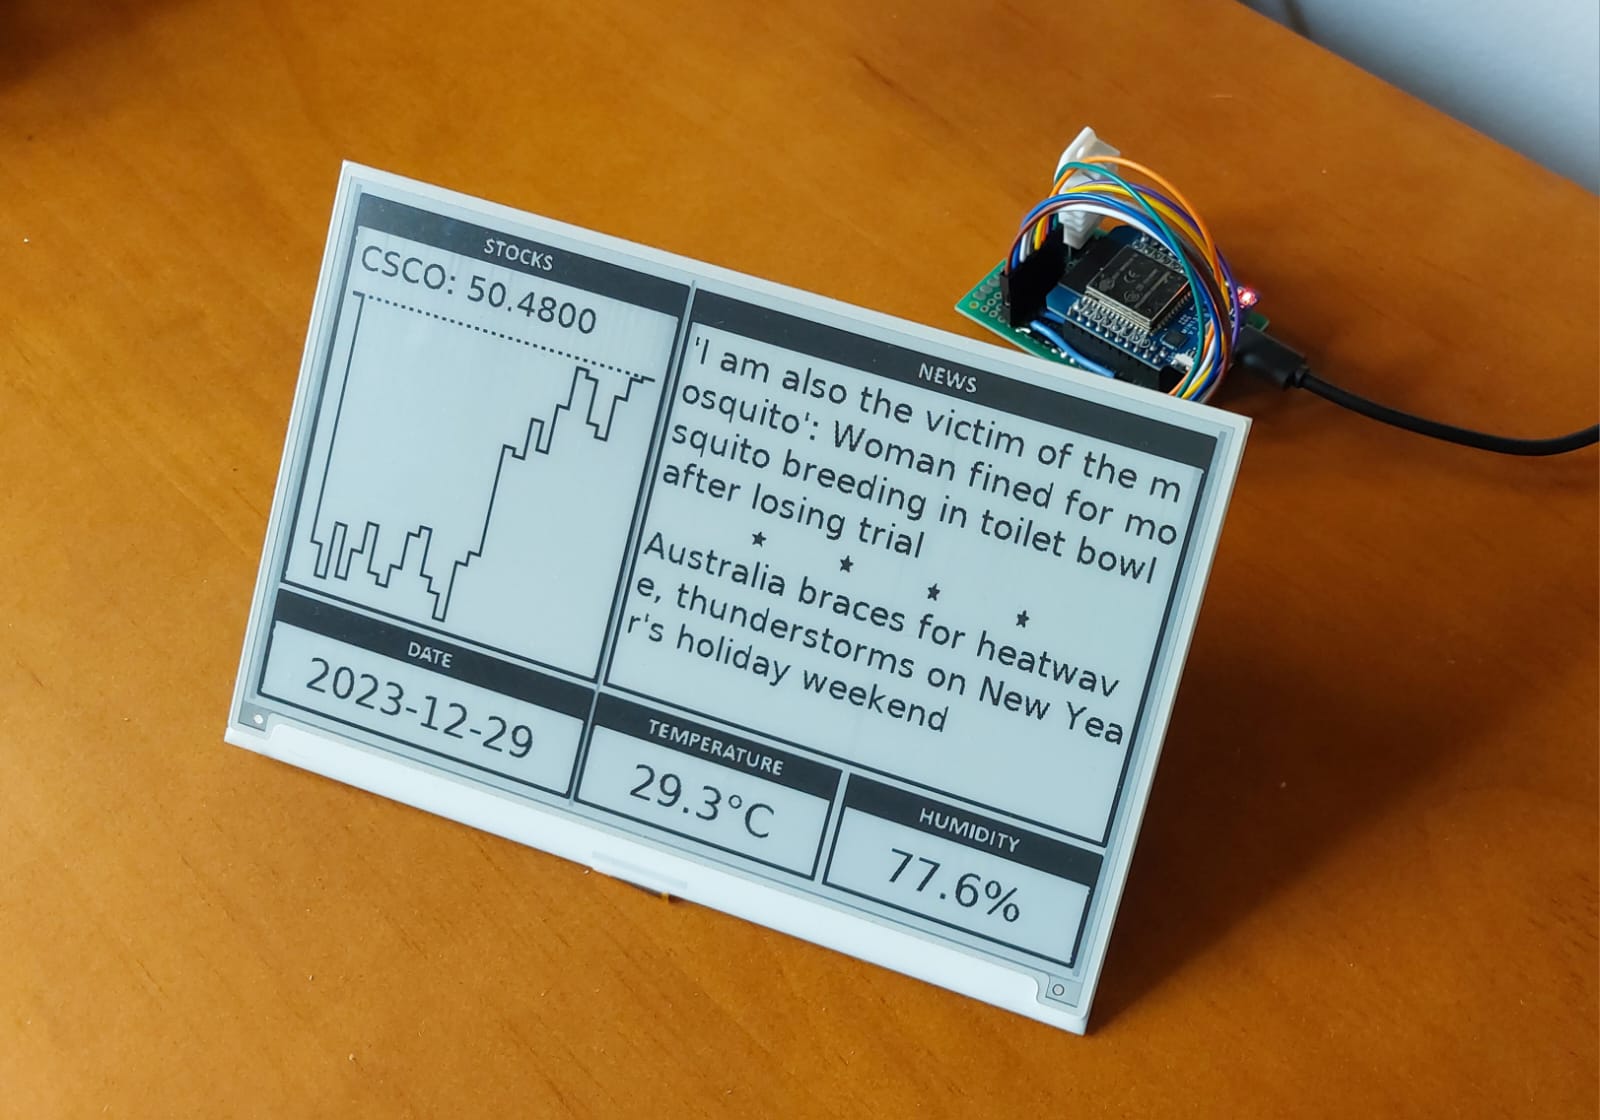 STOCKS
CSCO: 50.4800
NEWS
'I am also the victim of the m
osquito': Woman fined for mo
squito breeding in toilet bowl
after losing trial
★ ★ ★ ★
Australia braces for heatwav
e, thunderstorms on New Yea
r's holiday weekend
DATE
2023-12-29
TEMPERATURE
29.3°C
HUMIDITY
77.6%